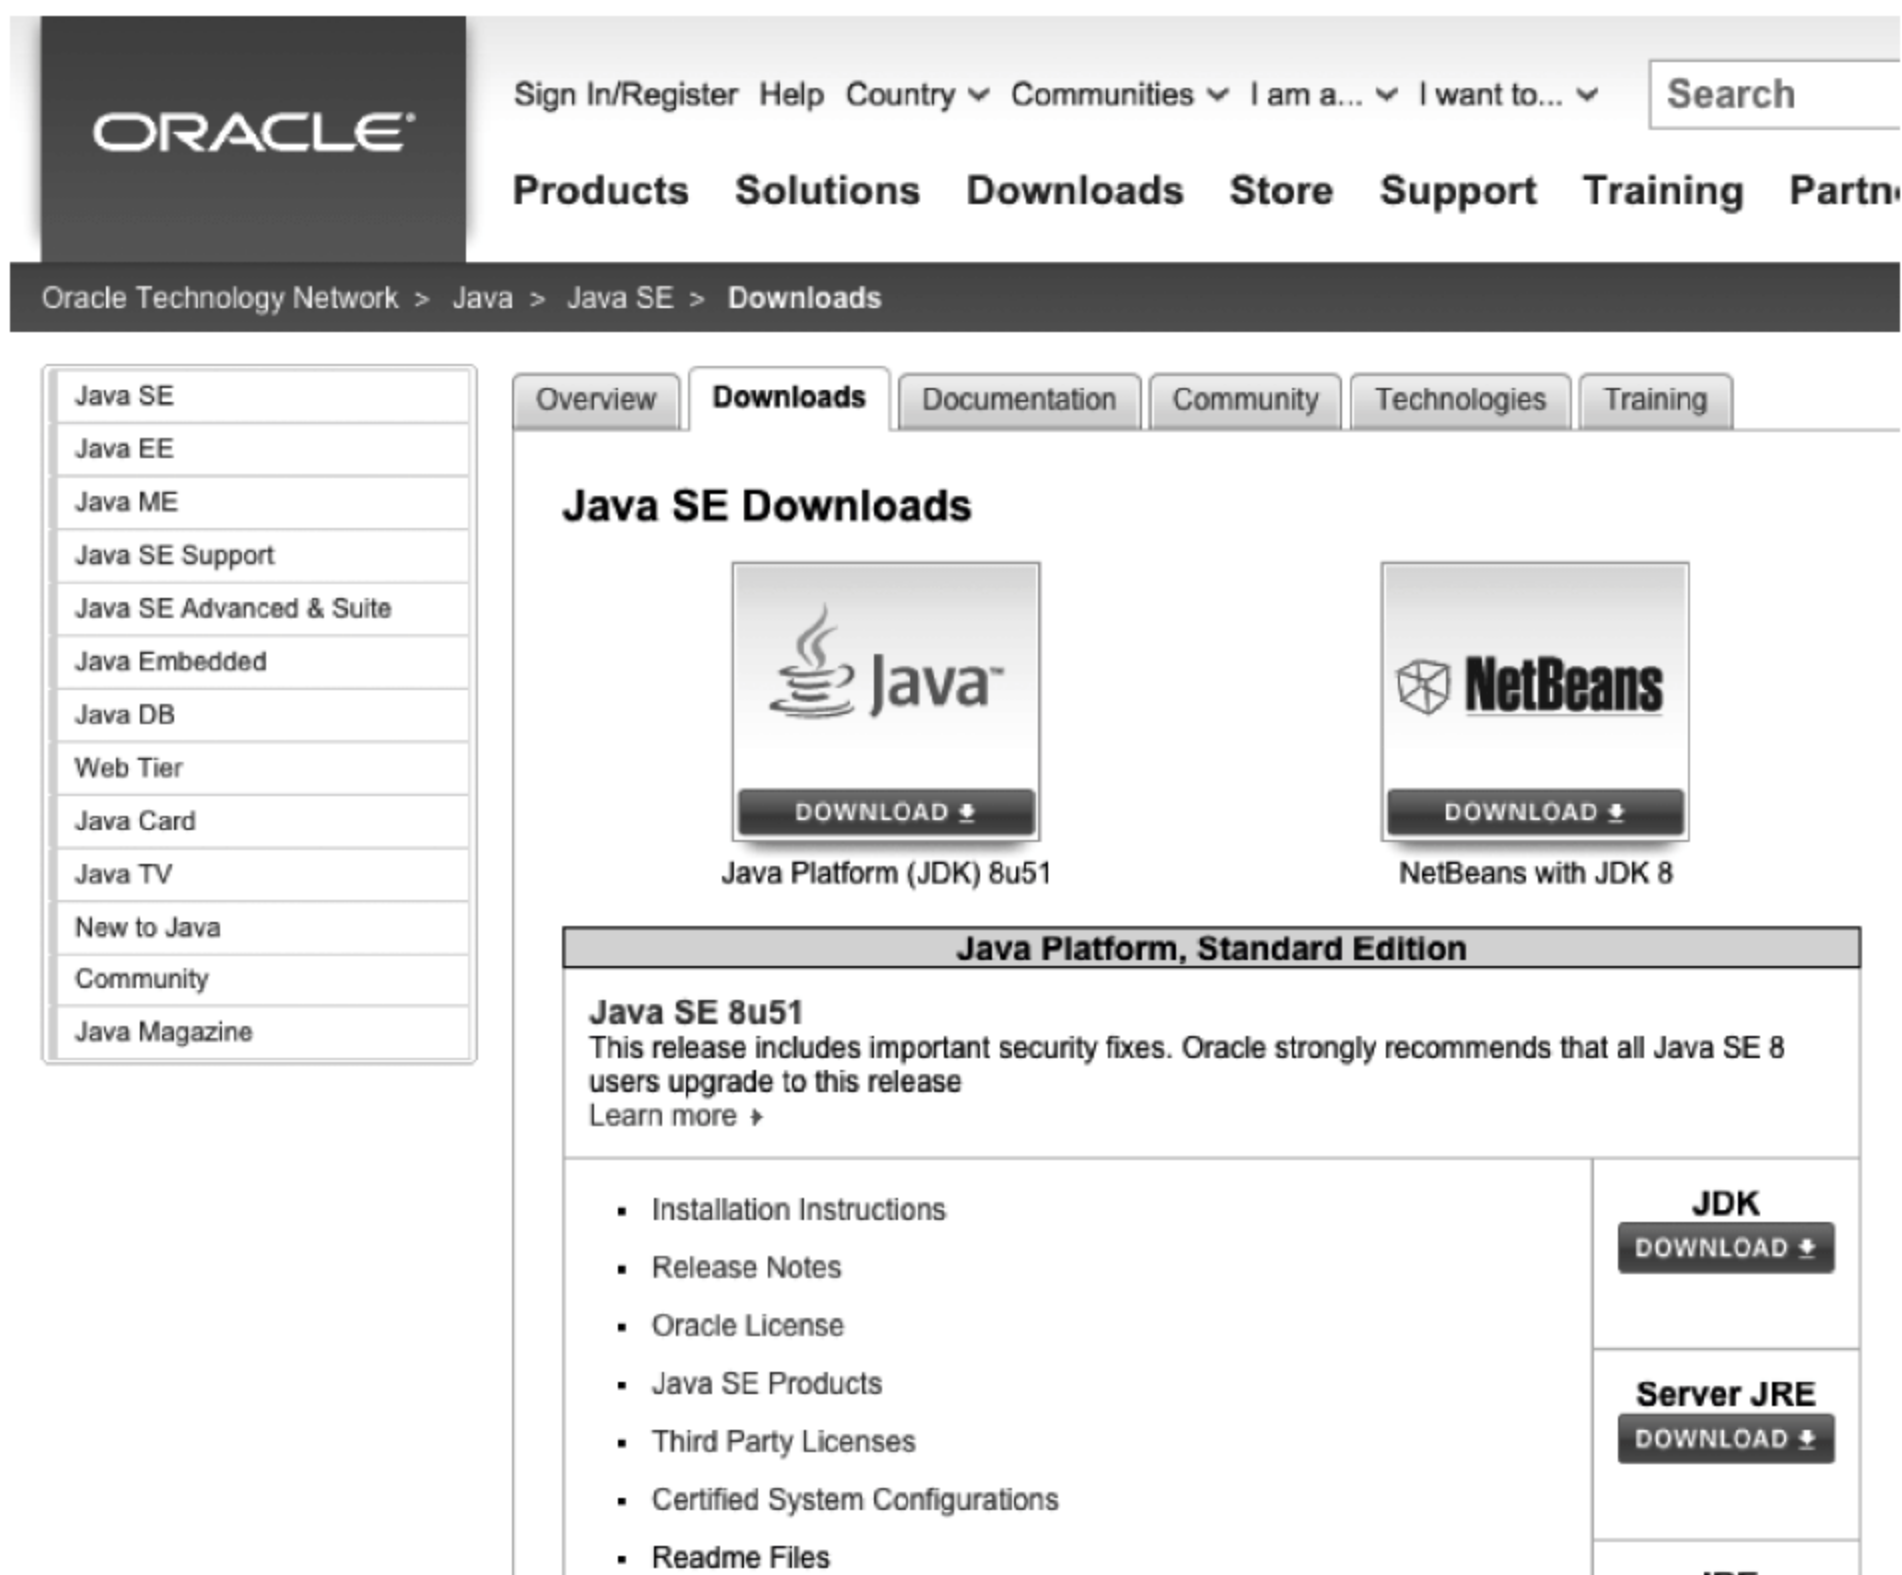 ORACLE®
Sign In/Register Help Country Communities I am a... I want to... Search
Products Solutions Downloads Store Support Training Partn
Oracle Technology Network > Java > Java SE > Downloads
Java SE
Java EE
Java ME
Java SE Support
Java SE Advanced & Suite
Java Embedded
Java DB
Web Tier
Java Card
Java TV
New to Java
Community
Java Magazine
Overview Downloads Documentation Community Technologies Training
Java SE Downloads
Java™
DOWNLOAD
Java Platform (JDK) 8u51
NetBeans
DOWNLOAD
NetBeans with JDK 8
Java Platform, Standard Edition
Java SE 8u51
This release includes important security fixes. Oracle strongly recommends that all Java SE 8
users upgrade to this release
Learn more
▪ Installation Instructions
▪ Release Notes
▪ Oracle License
▪ Java SE Products
▪ Third Party Licenses
▪ Certified System Configurations
▪ Readme Files
JDK
DOWNLOAD
Server JRE
DOWNLOAD